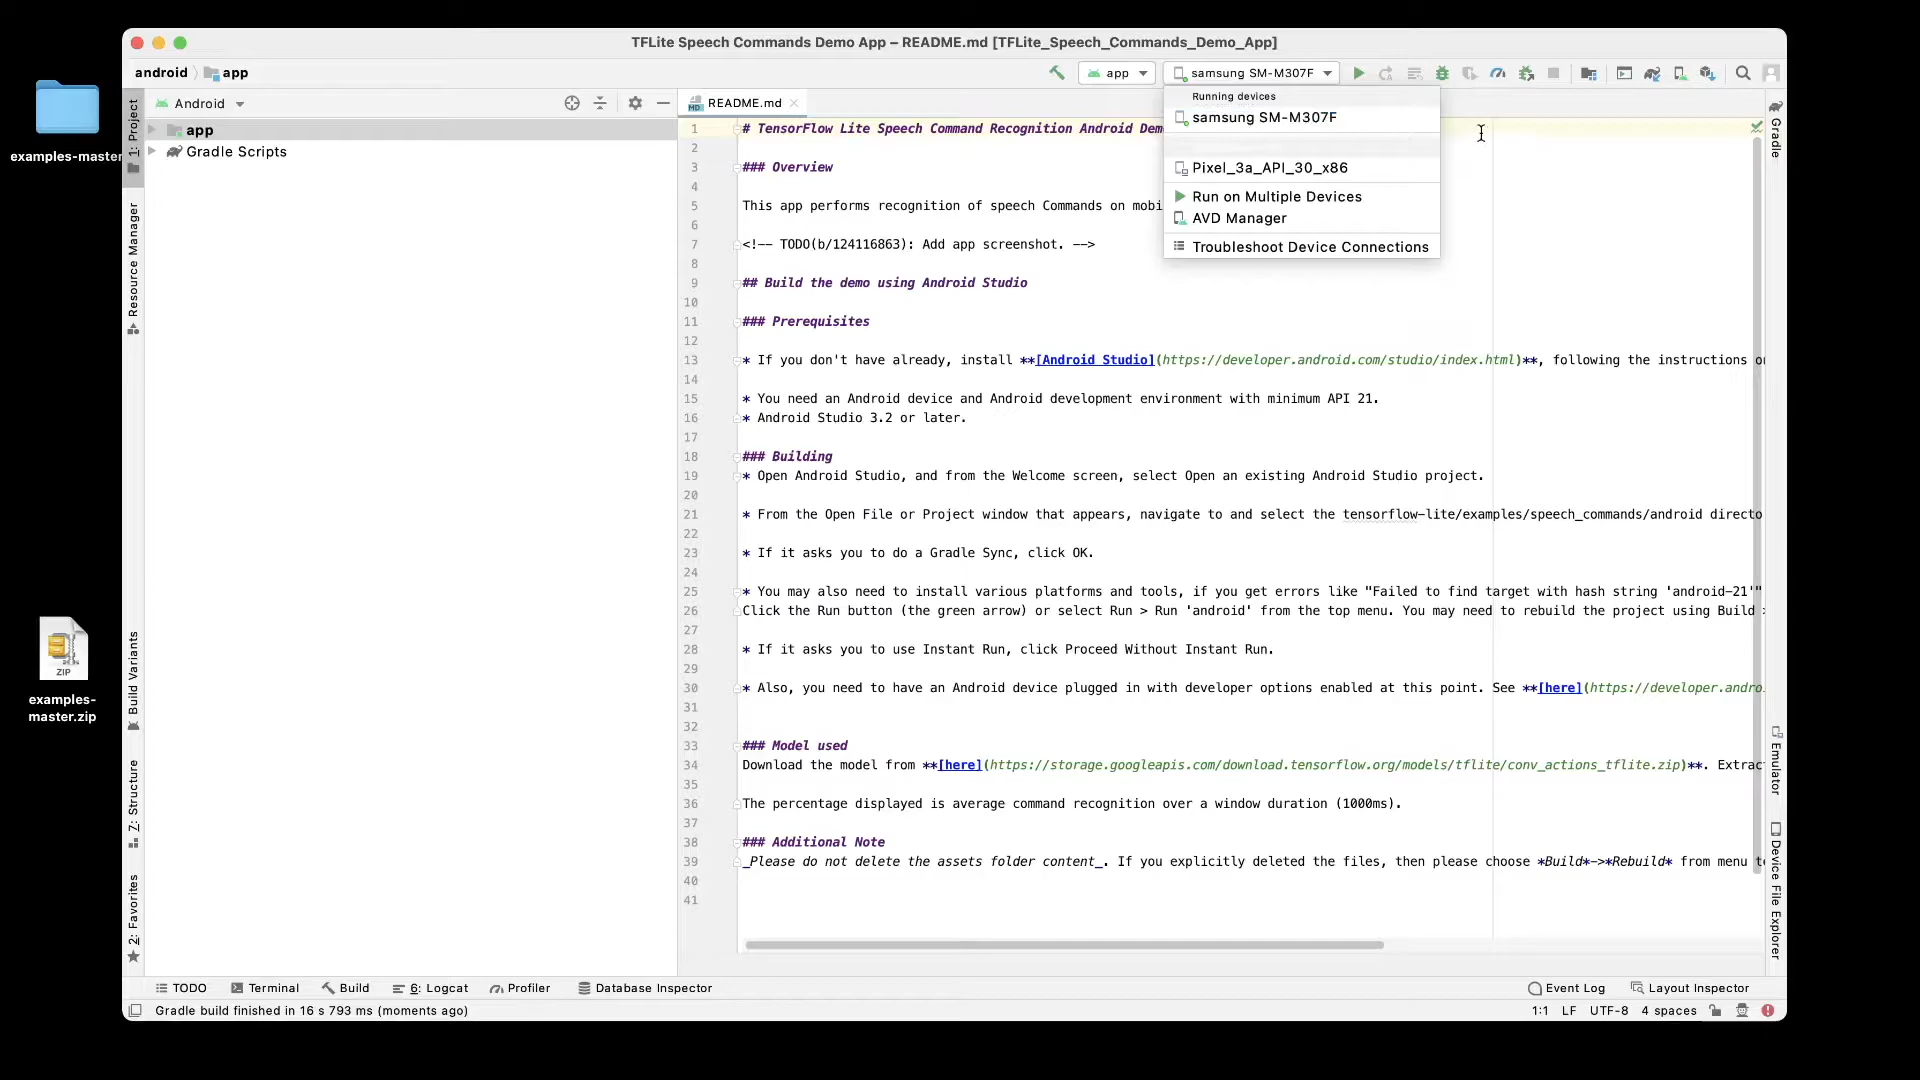 TFLite Speech Commands Demo App – README.md [TFLite_Speech_Commands_Demo_App]
android app
app samsung SM-M307F
Android
README.md
Running devices
samsung SM-M307F
Pixel_3a_API_30_x86
Run on Multiple Devices
AVD Manager
Troubleshoot Device Connections
app
Gradle Scripts
1: Project
Resource Manager
Build Variants
Z: Structure
2: Favorites
Gradle
Emulator
Device File Explorer
examples-master
ZIP
examples-
master.zip
1 # TensorFlow Lite Speech Command Recognition Android Dem
2
3 ### Overview
4
5 This app performs recognition of speech Commands on mobi
6
7 <!-- TODO(b/124116863): Add app screenshot. -->
8
9 ## Build the demo using Android Studio
10
11 ### Prerequisites
12
13 * If you don't have already, install **[Android Studio](https://developer.android.com/studio/index.html)**, following the instructions o
14
15 * You need an Android device and Android development environment with minimum API 21.
16 * Android Studio 3.2 or later.
17
18 ### Building
19 * Open Android Studio, and from the Welcome screen, select Open an existing Android Studio project.
20
21 * From the Open File or Project window that appears, navigate to and select the tensorflow-lite/examples/speech_commands/android directo
22
23 * If it asks you to do a Gradle Sync, click OK.
24
25 * You may also need to install various platforms and tools, if you get errors like "Failed to find target with hash string 'android-21'"
26 Click the Run button (the green arrow) or select Run > Run 'android' from the top menu. You may need to rebuild the project using Build >
27
28 * If it asks you to use Instant Run, click Proceed Without Instant Run.
29
30 * Also, you need to have an Android device plugged in with developer options enabled at this point. See **[here](https://developer.andro
31
32
33 ### Model used
34 Download the model from **[here](https://storage.googleapis.com/download.tensorflow.org/models/tflite/conv_actions_tflite.zip)**. Extrac
35
36 The percentage displayed is average command recognition over a window duration (1000ms).
37
38 ### Additional Note
39 _Please do not delete the assets folder content_. If you explicitly deleted the files, then please choose *Build*->*Rebuild* from menu t
40
41
TODO Terminal Build 6: Logcat Profiler Database Inspector Event Log Layout Inspector
Gradle build finished in 16 s 793 ms (moments ago) 1:1 LF UTF-8 4 spaces